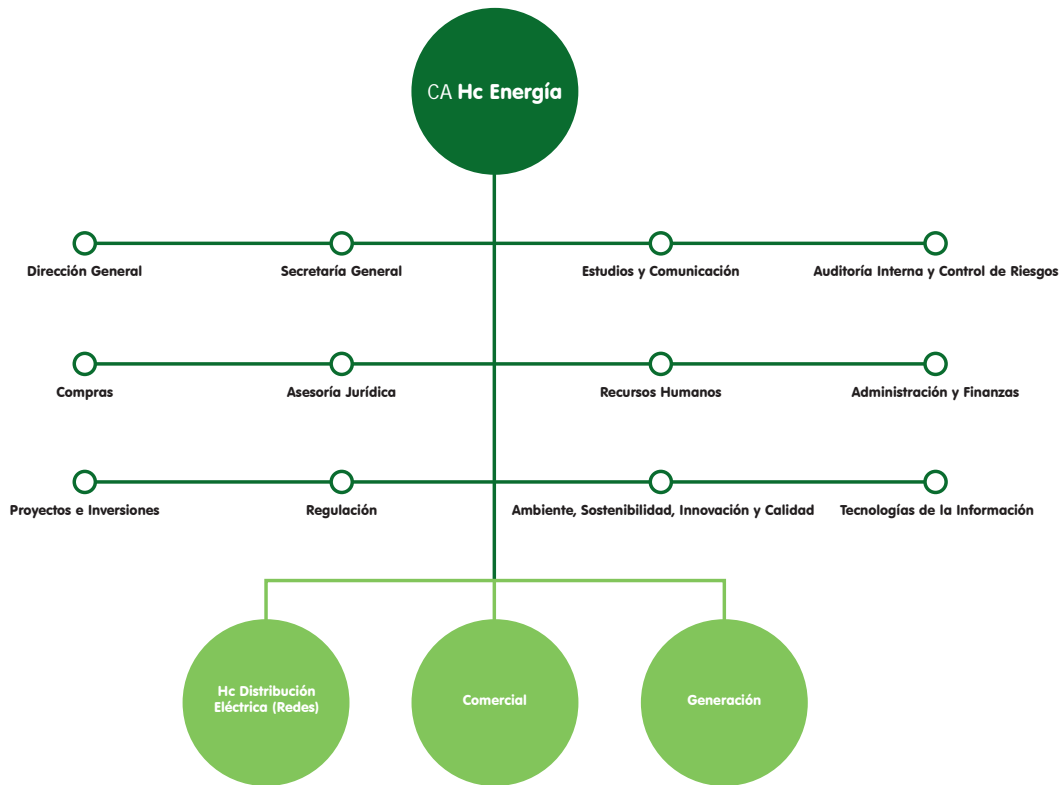 CA Hc Energía
Dirección General
Secretaría General
Estudios y Comunicación
Auditoría Interna y Control de Riesgos
Compras
Asesoría Jurídica
Recursos Humanos
Administración y Finanzas
Proyectos e Inversiones
Regulación
Ambiente, Sostenibilidad, Innovación y Calidad
Tecnologías de la Información
Hc Distribución
Eléctrica (Redes)
Comercial
Generación